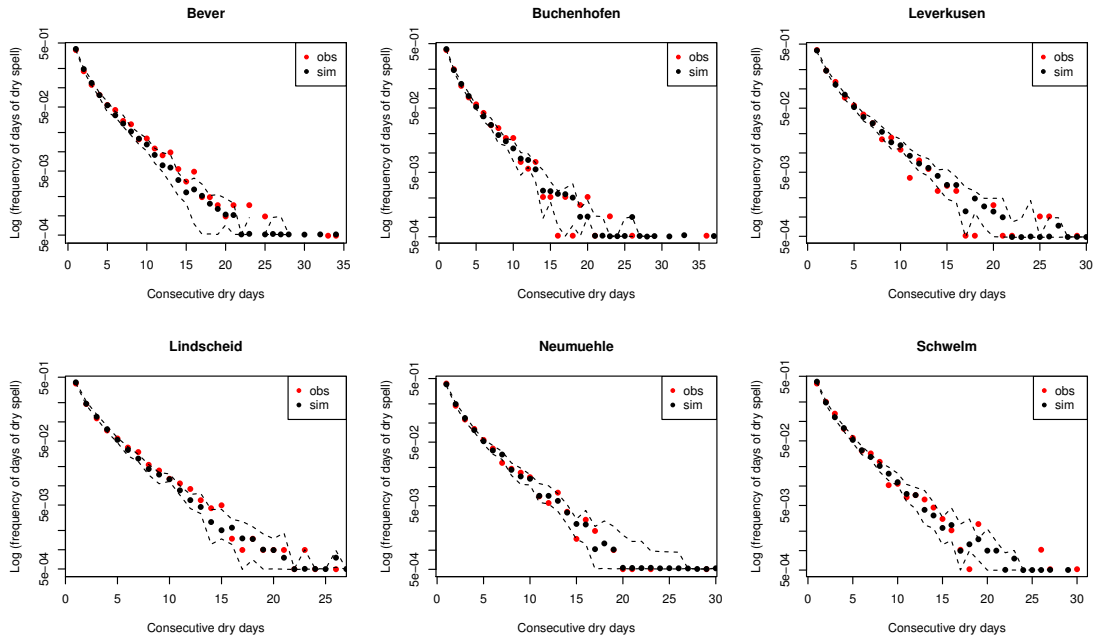 Bever
Log (frequency of days of dry spell)
5e−01
5e−02
5e−03
5e−04
obs
sim
0 5 10 15 20 25 30 35
Consecutive dry days
Buchenhofen
Log (frequency of days of dry spell)
5e−01
5e−02
5e−03
5e−04
obs
sim
0 5 10 15 20 25 30 35
Consecutive dry days
Leverkusen
Log (frequency of days of dry spell)
5e−01
5e−02
5e−03
5e−04
obs
sim
0 5 10 15 20 25 30
Consecutive dry days
Lindscheid
Log (frequency of days of dry spell)
5e−01
5e−02
5e−03
5e−04
obs
sim
0 5 10 15 20 25
Consecutive dry days
Neumuehle
Log (frequency of days of dry spell)
5e−01
5e−02
5e−03
5e−04
obs
sim
0 5 10 15 20 25 30
Consecutive dry days
Schwelm
Log (frequency of days of dry spell)
5e−01
5e−02
5e−03
5e−04
obs
sim
0 5 10 15 20 25 30
Consecutive dry days